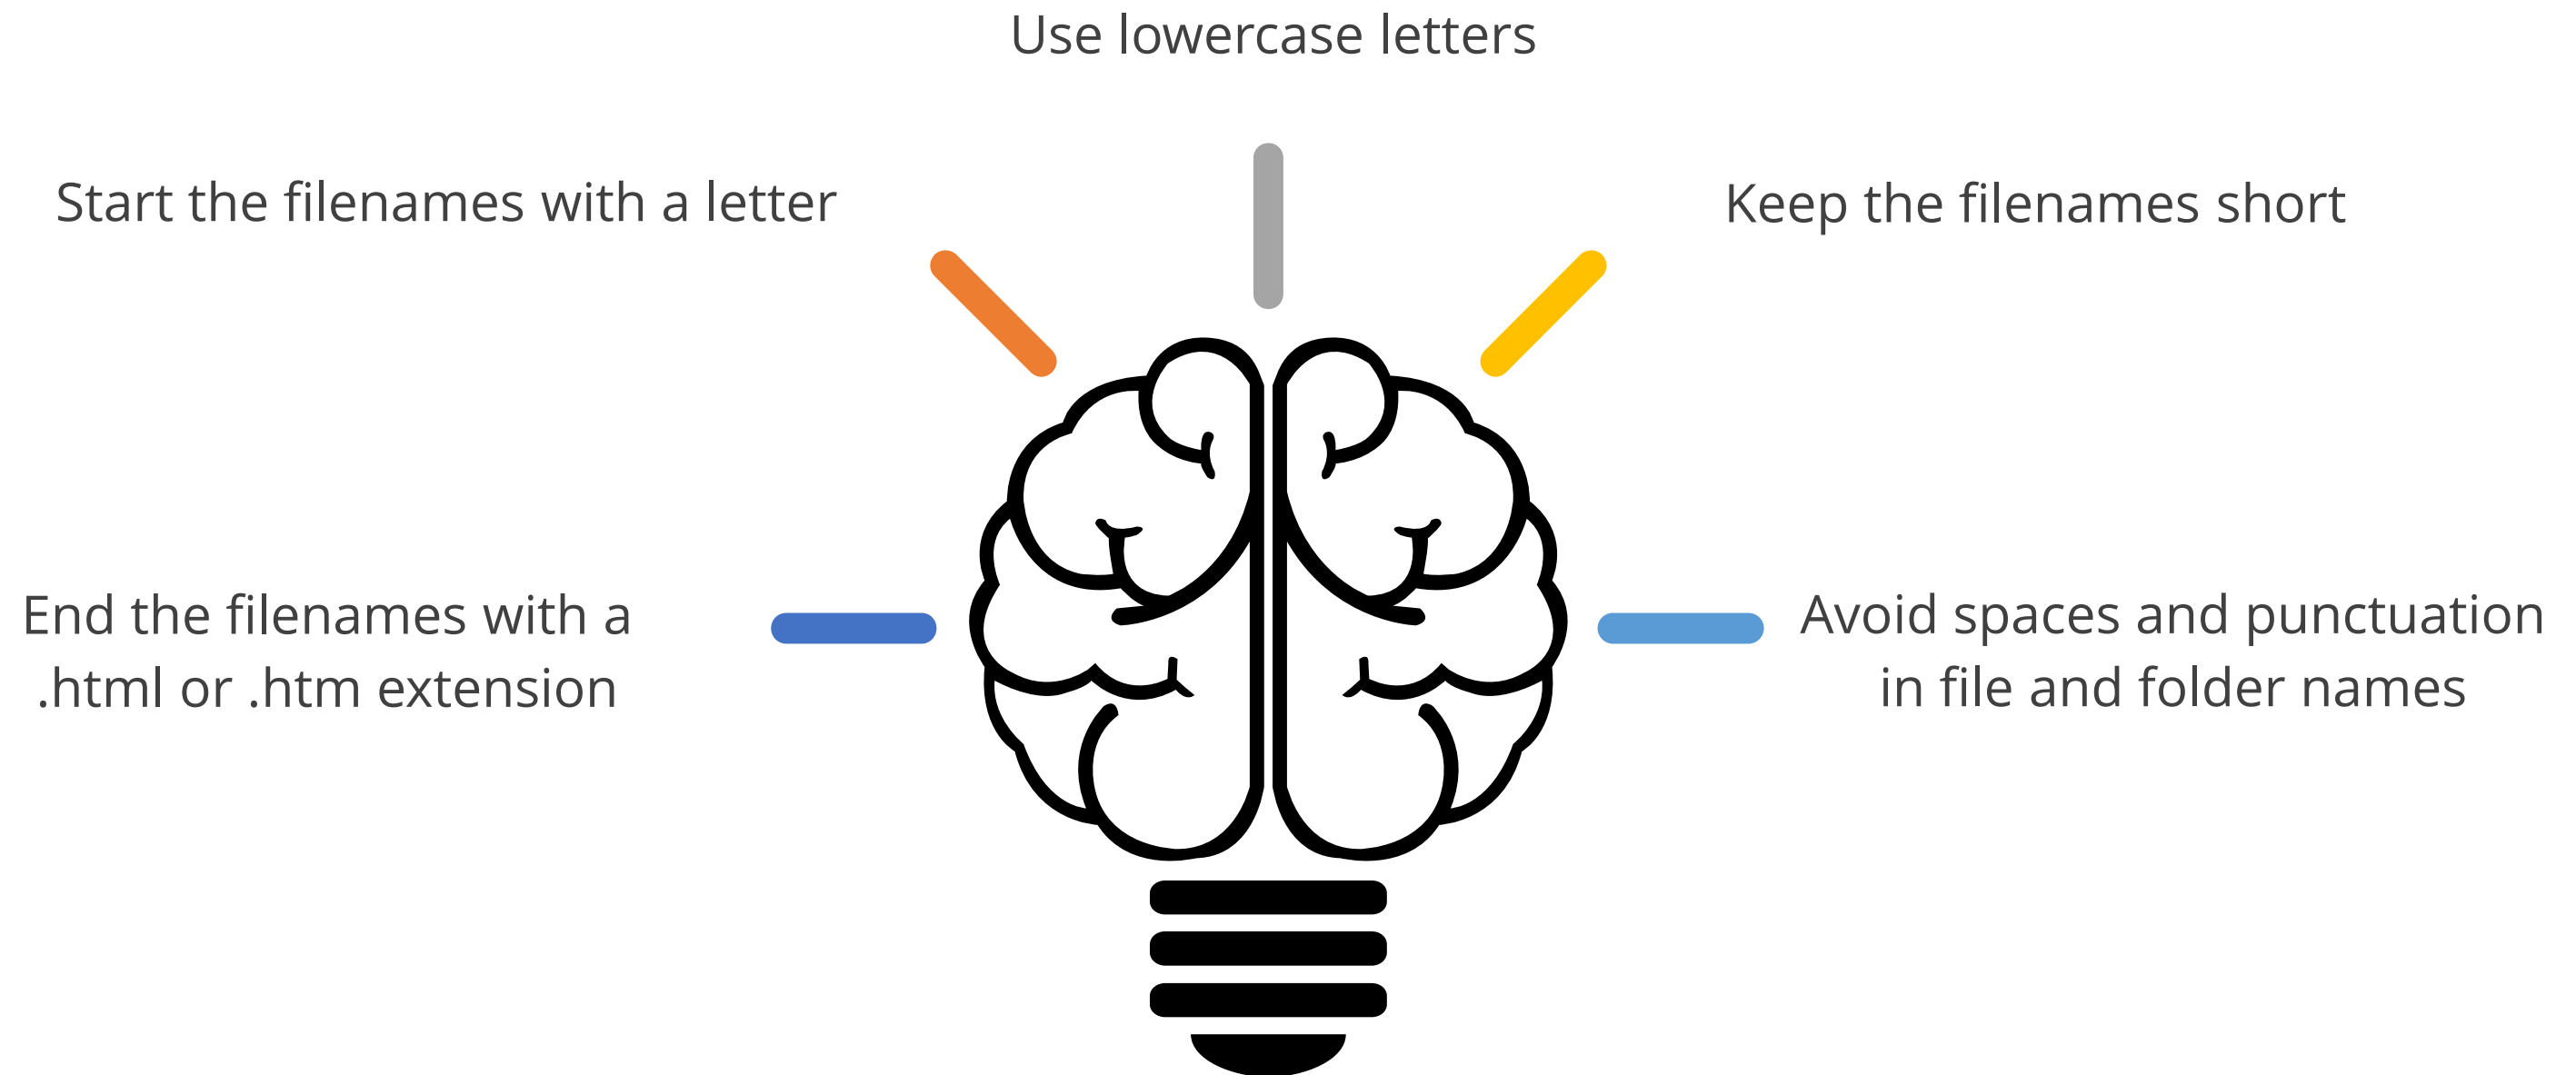 Use lowercase letters
Start the filenames with a letter
Keep the filenames short
End the filenames with a
.html or .htm extension
Avoid spaces and punctuation
in file and folder names